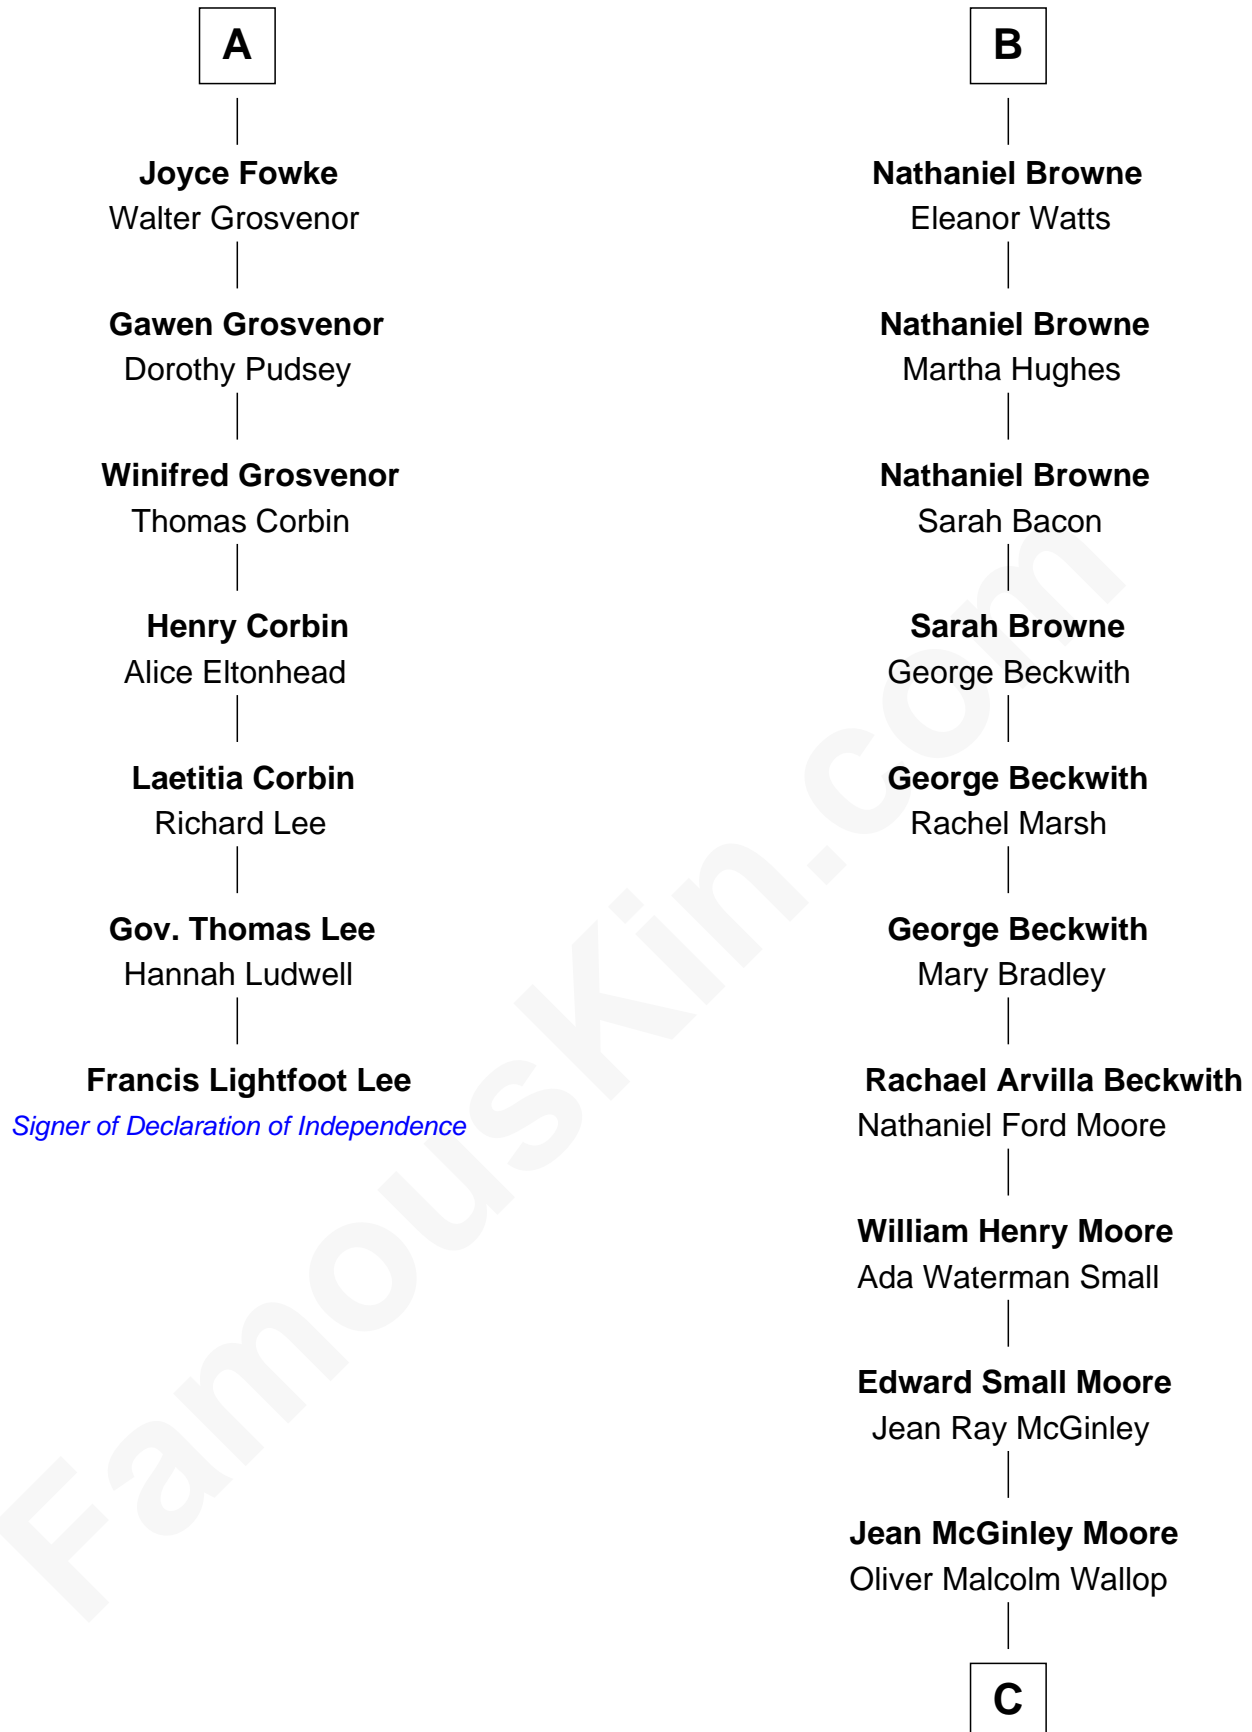 A
Joyce Fowke
Walter Grosvenor
Gawen Grosvenor
Dorothy Pudsey
Winifred Grosvenor
Thomas Corbin
Henry Corbin
Alice Eltonhead
Laetitia Corbin
Richard Lee
Gov. Thomas Lee
Hannah Ludwell
Francis Lightfoot Lee
Signer of Declaration of Independence
B
Nathaniel Browne
Eleanor Watts
Nathaniel Browne
Martha Hughes
Nathaniel Browne
Sarah Bacon
Sarah Browne
George Beckwith
George Beckwith
Rachel Marsh
George Beckwith
Mary Bradley
Rachael Arvilla Beckwith
Nathaniel Ford Moore
William Henry Moore
Ada Waterman Small
Edward Small Moore
Jean Ray McGinley
Jean McGinley Moore
Oliver Malcolm Wallop
C
FamousKin.com